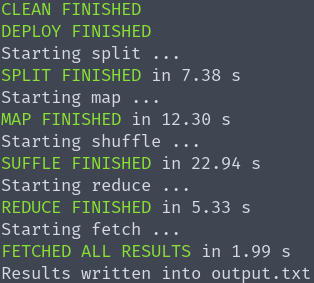 CLEAN FINISHED
DEPLOY FINISHED
Starting split ...
SPLIT FINISHED in 7.38 s
Starting map ...
MAP FINISHED in 12.30 s
Starting shuffle ...
SUFFLE FINISHED in 22.94 s
Starting reduce ...
REDUCE FINISHED in 5.33 s
Starting fetch ...
FETCHED ALL RESULTS in 1.99 s
Results written into output.txt